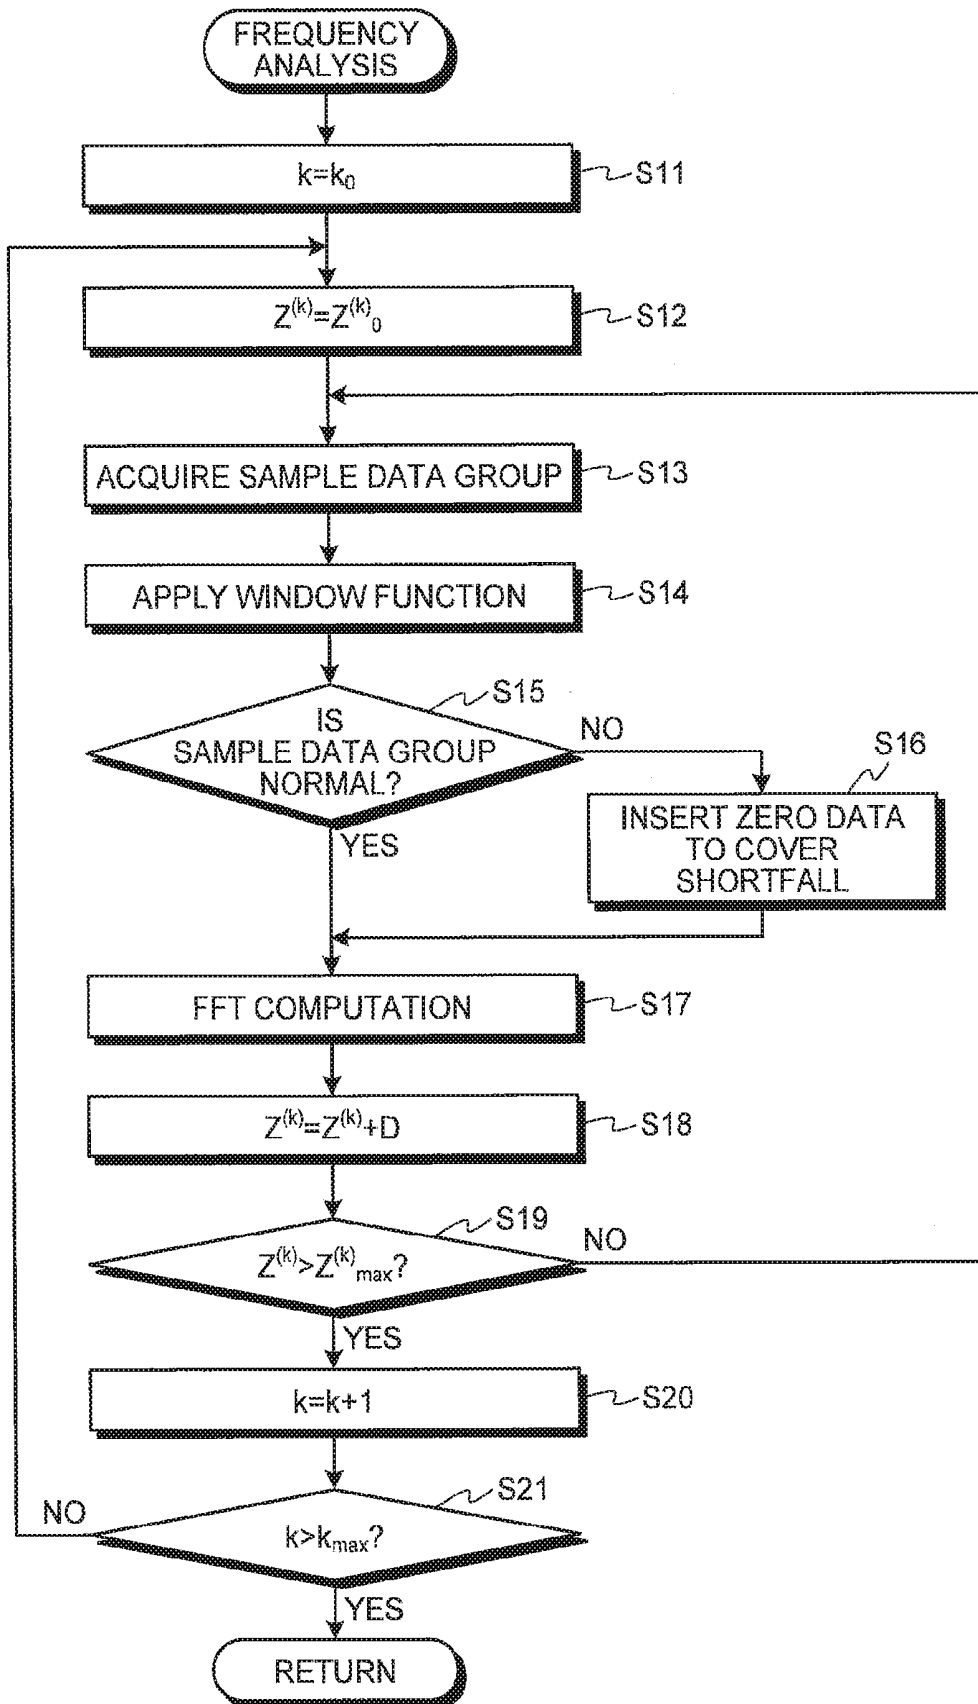 FREQUENCY
ANALYSIS
k=k₀
S11
Z⁽ᵏ⁾=Z⁽ᵏ⁾₀
S12
ACQUIRE SAMPLE DATA GROUP
S13
APPLY WINDOW FUNCTION
S14
S15
IS
SAMPLE DATA GROUP
NORMAL?
NO
YES
S16
INSERT ZERO DATA
TO COVER
SHORTFALL
FFT COMPUTATION
S17
Z⁽ᵏ⁾=Z⁽ᵏ⁾+D
S18
S19
Z⁽ᵏ⁾>Z⁽ᵏ⁾max?
NO
YES
k=k+1
S20
S21
NO
k>kmax?
YES
RETURN